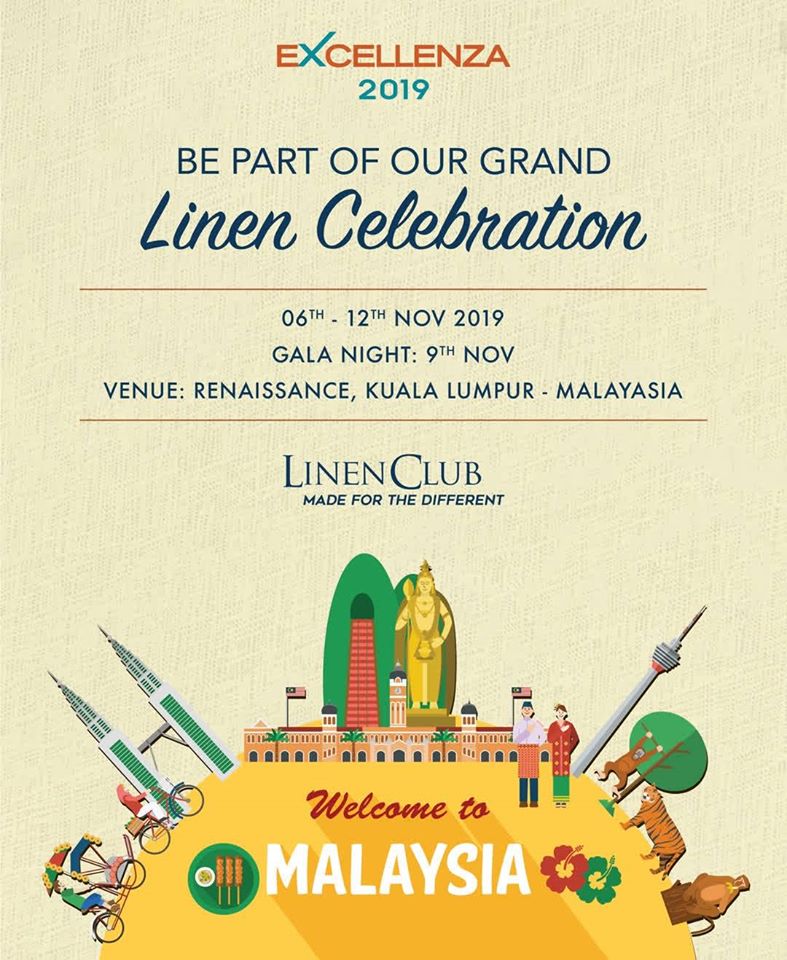 EXCELLENZA
2019
BE PART OF OUR GRAND
Linen Celebration
06TH - 12TH NOV 2019
GALA NIGHT: 9TH NOV
VENUE: RENAISSANCE, KUALA LUMPUR - MALAYASIA
LINEN CLUB
MADE FOR THE DIFFERENT
Welcome to
MALAYSIA